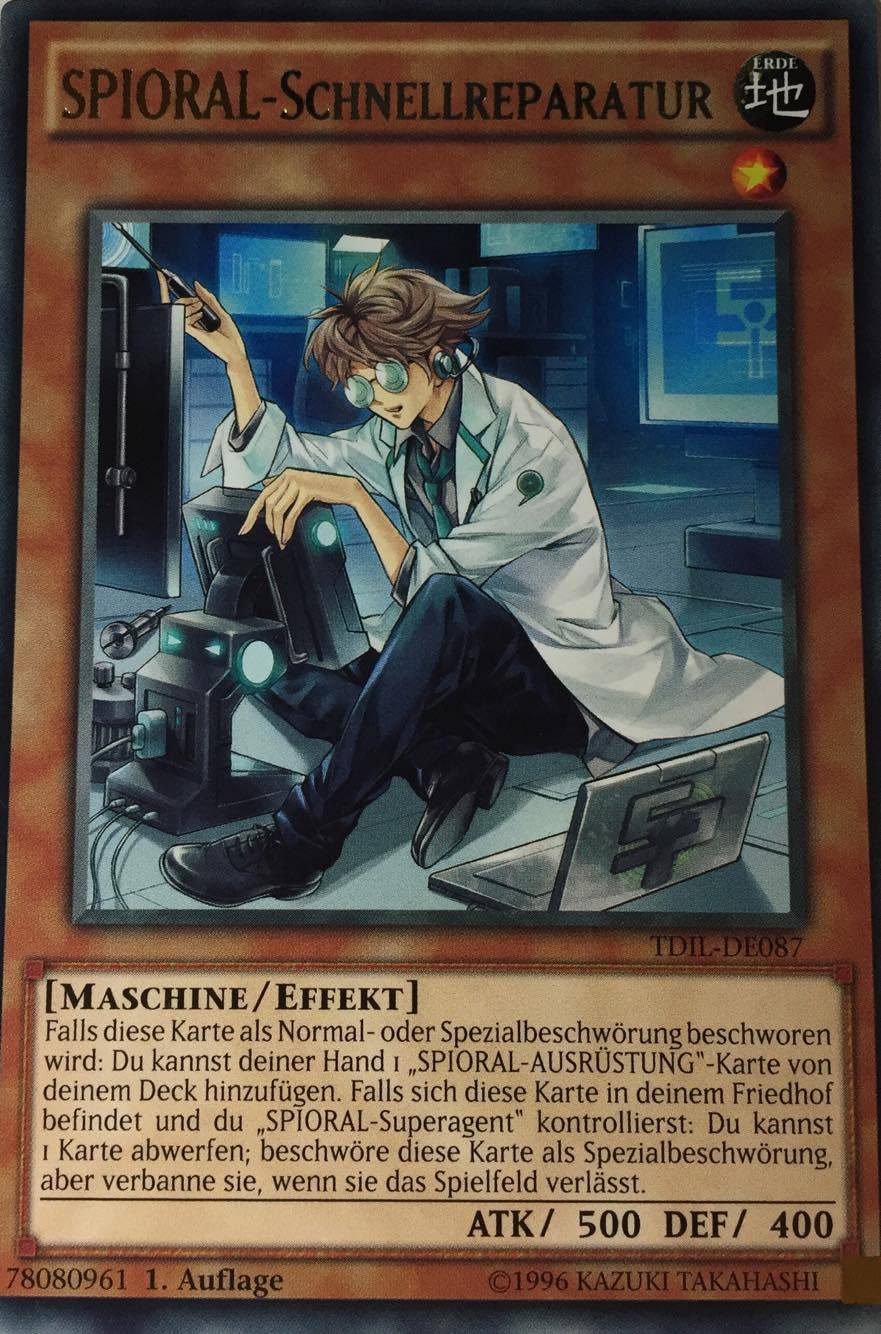 SPIORAL-SCHNELLREPARATUR
ERDE
地
TDIL-DE087
[MASCHINE/EFFEKT]
Falls diese Karte als Normal- oder Spezialbeschwörung beschworen
wird: Du kannst deiner Hand 1 „SPIORAL-AUSRÜSTUNG"-Karte von
deinem Deck hinzufügen. Falls sich diese Karte in deinem Friedhof
befindet und du „SPIORAL-Superagent" kontrollierst: Du kannst
1 Karte abwerfen; beschwöre diese Karte als Spezialbeschwörung,
aber verbanne sie, wenn sie das Spielfeld verlässt.
ATK/ 500 DEF/ 400
78080961 1. Auflage ©1996 KAZUKI TAKAHASHI